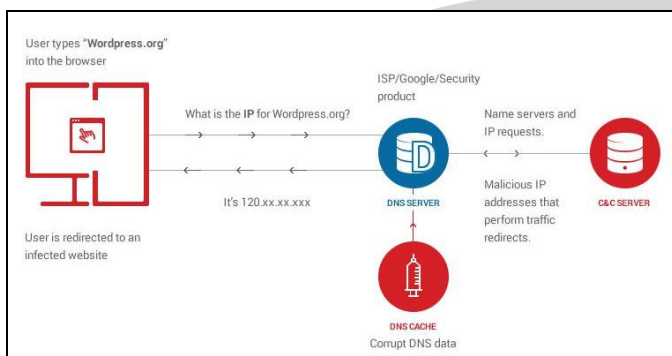 User types “Wordpress.org”
into the browser
ISP/Google/Security
product
What is the IP for Wordpress.org?
Name servers and
IP requests.
D
It's 120.xx.xx.xxx
DNS SERVER
Malicious IP
addresses that
perform traffic
redirects.
C&C SERVER
User is redirected to an
infected website
DNS CACHE
Corrupt DNS data